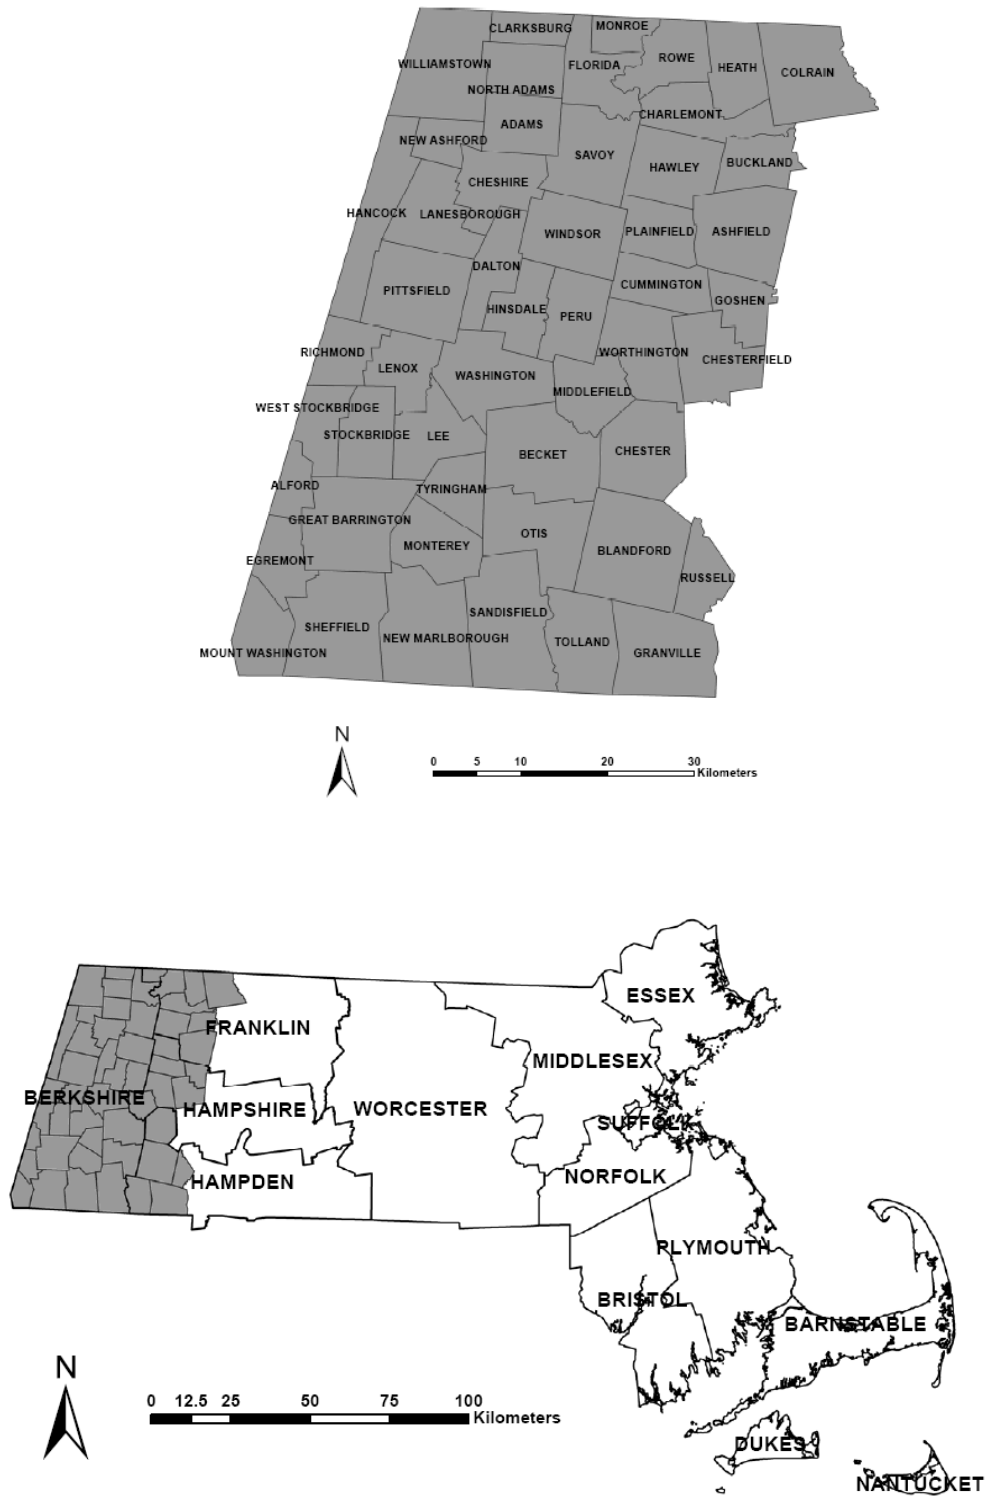 CLARKSBURG
MONROE
WILLIAMSTOWN
FLORIDA
ROWE
HEATH
COLRAIN
NORTH ADAMS
CHARLEMONT
ADAMS
NEW ASHFORD
SAVOY
HAWLEY
BUCKLAND
CHESHIRE
HANCOCK
LANESBOROUGH
WINDSOR
PLAINFIELD
ASHFIELD
DALTON
PITTSFIELD
CUMMINGTON
GOSHEN
HINSDALE
PERU
RICHMOND
WORTHINGTON
CHESTERFIELD
LENOX
WASHINGTON
MIDDLEFIELD
WEST STOCKBRIDGE
STOCKBRIDGE
LEE
BECKET
CHESTER
ALFORD
TYRINGHAM
GREAT BARRINGTON
MONTEREY
OTIS
BLANDFORD
EGREMONT
RUSSELL
SANDISFIELD
SHEFFIELD
NEW MARLBOROUGH
TOLLAND
GRANVILLE
MOUNT WASHINGTON
N
0 5 10 20 30
Kilometers
ESSEX
FRANKLIN
MIDDLESEX
BERKSHIRE
HAMPSHIRE
WORCESTER
SUFFOLK
HAMPDEN
NORFOLK
PLYMOUTH
BRISTOL
BARNSTABLE
N
0 12.5 25 50 75 100
Kilometers
DUKES
NANTUCKET